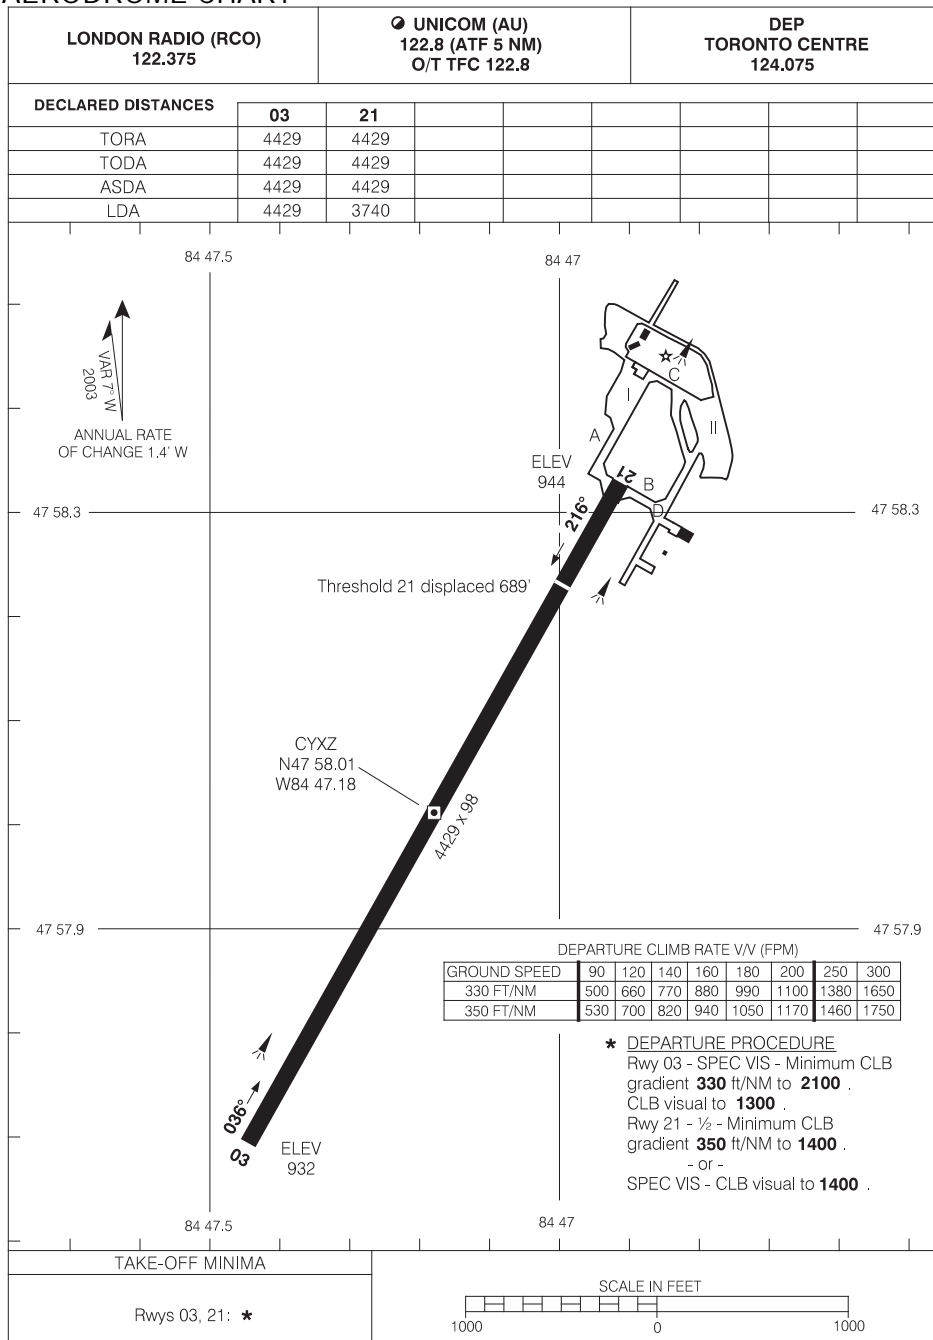 AERODROME CHART
LONDON RADIO (RCO)
122.375
UNICOM (AU)
122.8 (ATF 5 NM)
O/T TFC 122.8
DEP
TORONTO CENTRE
124.075
DECLARED DISTANCES
03 21
TORA 4429 4429
TODA 4429 4429
ASDA 4429 4429
LDA 4429 3740
84 47.5
84 47
VAR 7° W
2003
ANNUAL RATE
OF CHANGE 1.4' W
C
I
II
A
ELEV
944
21
B
D
47 58.3
47 58.3
216°
Threshold 21 displaced 689'
CYXZ
N47 58.01
W84 47.18
4429 x 98
47 57.9
47 57.9
DEPARTURE CLIMB RATE V/V (FPM)
GROUND SPEED 90 120 140 160 180 200 250 300
330 FT/NM 500 660 770 880 990 1100 1380 1650
350 FT/NM 530 700 820 940 1050 1170 1460 1750
* DEPARTURE PROCEDURE
Rwy 03 - SPEC VIS - Minimum CLB
gradient 330 ft/NM to 2100 .
CLB visual to 1300 .
Rwy 21 - ½ - Minimum CLB
gradient 350 ft/NM to 1400 .
- or -
SPEC VIS - CLB visual to 1400 .
036°
03
ELEV
932
84 47.5
84 47
TAKE-OFF MINIMA
Rwys 03, 21: *
SCALE IN FEET
1000 0 1000